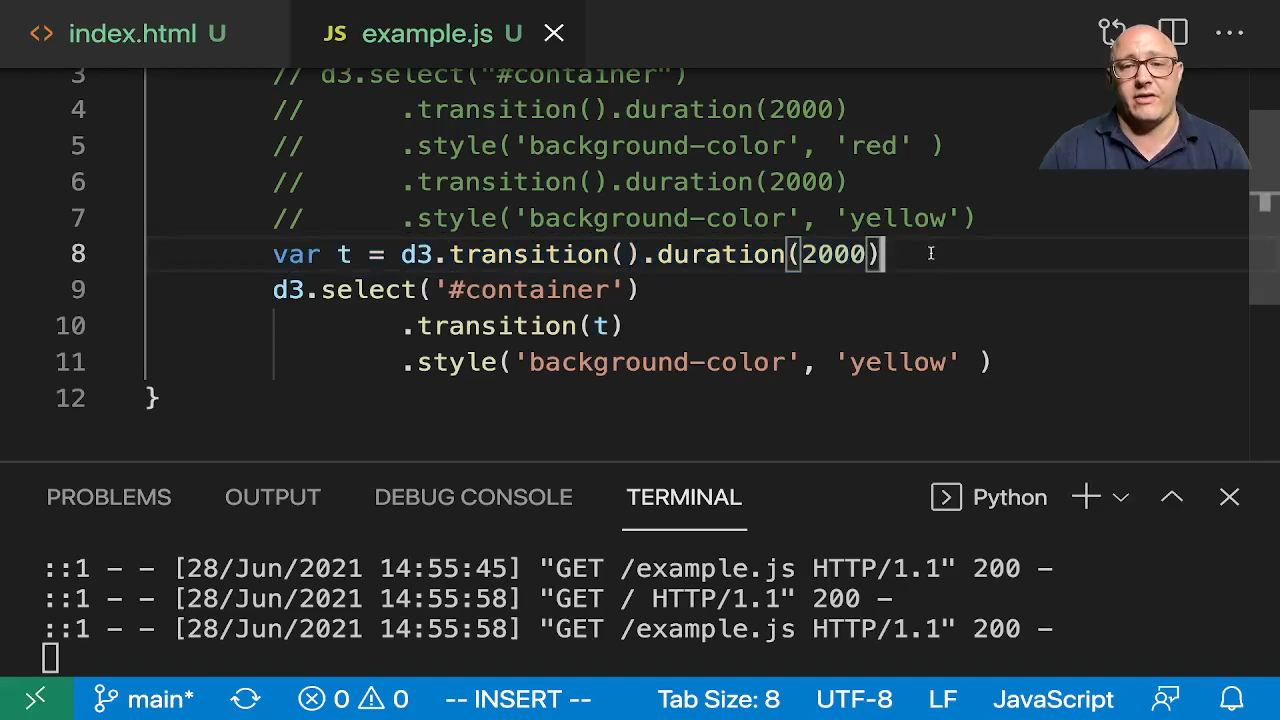 index.html U
JS example.js U
3 // d3.select("#container")
4 // .transition().duration(2000)
5 // .style('background-color', 'red' )
6 // .transition().duration(2000)
7 // .style('background-color', 'yellow')
8 var t = d3.transition().duration(2000)
9 d3.select('#container')
10 .transition(t)
11 .style('background-color', 'yellow' )
12 }
PROBLEMS OUTPUT DEBUG CONSOLE TERMINAL Python
::1 - - [28/Jun/2021 14:55:45] "GET /example.js HTTP/1.1" 200 -
::1 - - [28/Jun/2021 14:55:58] "GET / HTTP/1.1" 200 -
::1 - - [28/Jun/2021 14:55:58] "GET /example.js HTTP/1.1" 200 -
main* 0 0 -- INSERT -- Tab Size: 8 UTF-8 LF JavaScript